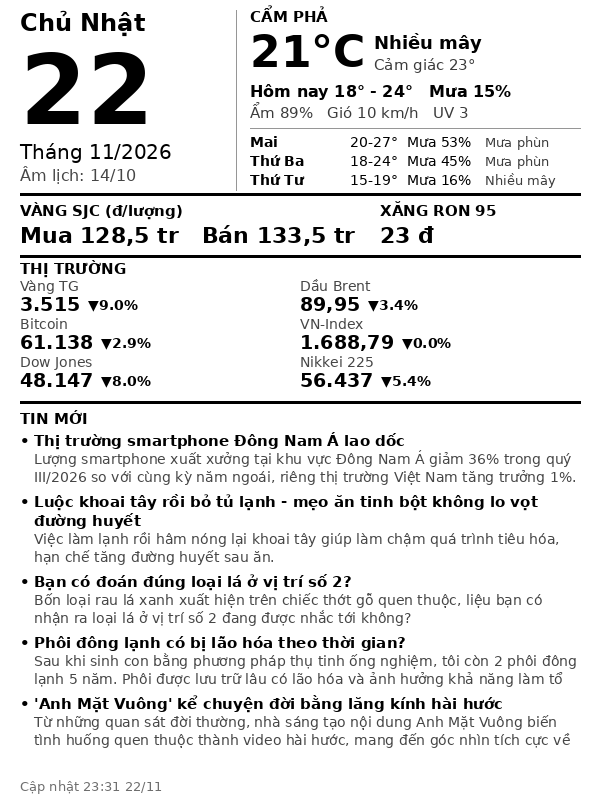 Chủ Nhật
22
Tháng 11/2026
Âm lịch: 14/10
CẨM PHẢ
21°C Nhiều mây
Cảm giác 23°
Hôm nay 18° - 24° Mưa 15%
Ẩm 89% Gió 10 km/h UV 3
Mai 20-27° Mưa 53% Mưa phùn
Thứ Ba 18-24° Mưa 45% Mưa phùn
Thứ Tư 15-19° Mưa 16% Nhiều mây
VÀNG SJC (đ/lượng)
Mua 128,5 tr Bán 133,5 tr
XĂNG RON 95
23 đ
THỊ TRƯỜNG
Vàng TG
3.515 ▼9.0%
Dầu Brent
89,95 ▼3.4%
Bitcoin
61.138 ▼2.9%
VN-Index
1.688,79 ▼0.0%
Dow Jones
48.147 ▼8.0%
Nikkei 225
56.437 ▼5.4%
TIN MỚI
• Thị trường smartphone Đông Nam Á lao dốc
Lượng smartphone xuất xưởng tại khu vực Đông Nam Á giảm 36% trong quý
III/2026 so với cùng kỳ năm ngoái, riêng thị trường Việt Nam tăng trưởng 1%.
• Luộc khoai tây rồi bỏ tủ lạnh - mẹo ăn tinh bột không lo vọt
đường huyết
Việc làm lạnh rồi hâm nóng lại khoai tây giúp làm chậm quá trình tiêu hóa,
hạn chế tăng đường huyết sau ăn.
• Bạn có đoán đúng loại lá ở vị trí số 2?
Bốn loại rau lá xanh xuất hiện trên chiếc thớt gỗ quen thuộc, liệu bạn có
nhận ra loại lá ở vị trí số 2 đang được nhắc tới không?
• Phôi đông lạnh có bị lão hóa theo thời gian?
Sau khi sinh con bằng phương pháp thụ tinh ống nghiệm, tôi còn 2 phôi đông
lạnh 5 năm. Phôi được lưu trữ lâu có lão hóa và ảnh hưởng khả năng làm tổ
• 'Anh Mặt Vuông' kể chuyện đời bằng lăng kính hài hước
Từ những quan sát đời thường, nhà sáng tạo nội dung Anh Mặt Vuông biến
tình huống quen thuộc thành video hài hước, mang đến góc nhìn tích cực về
Cập nhật 23:31 22/11